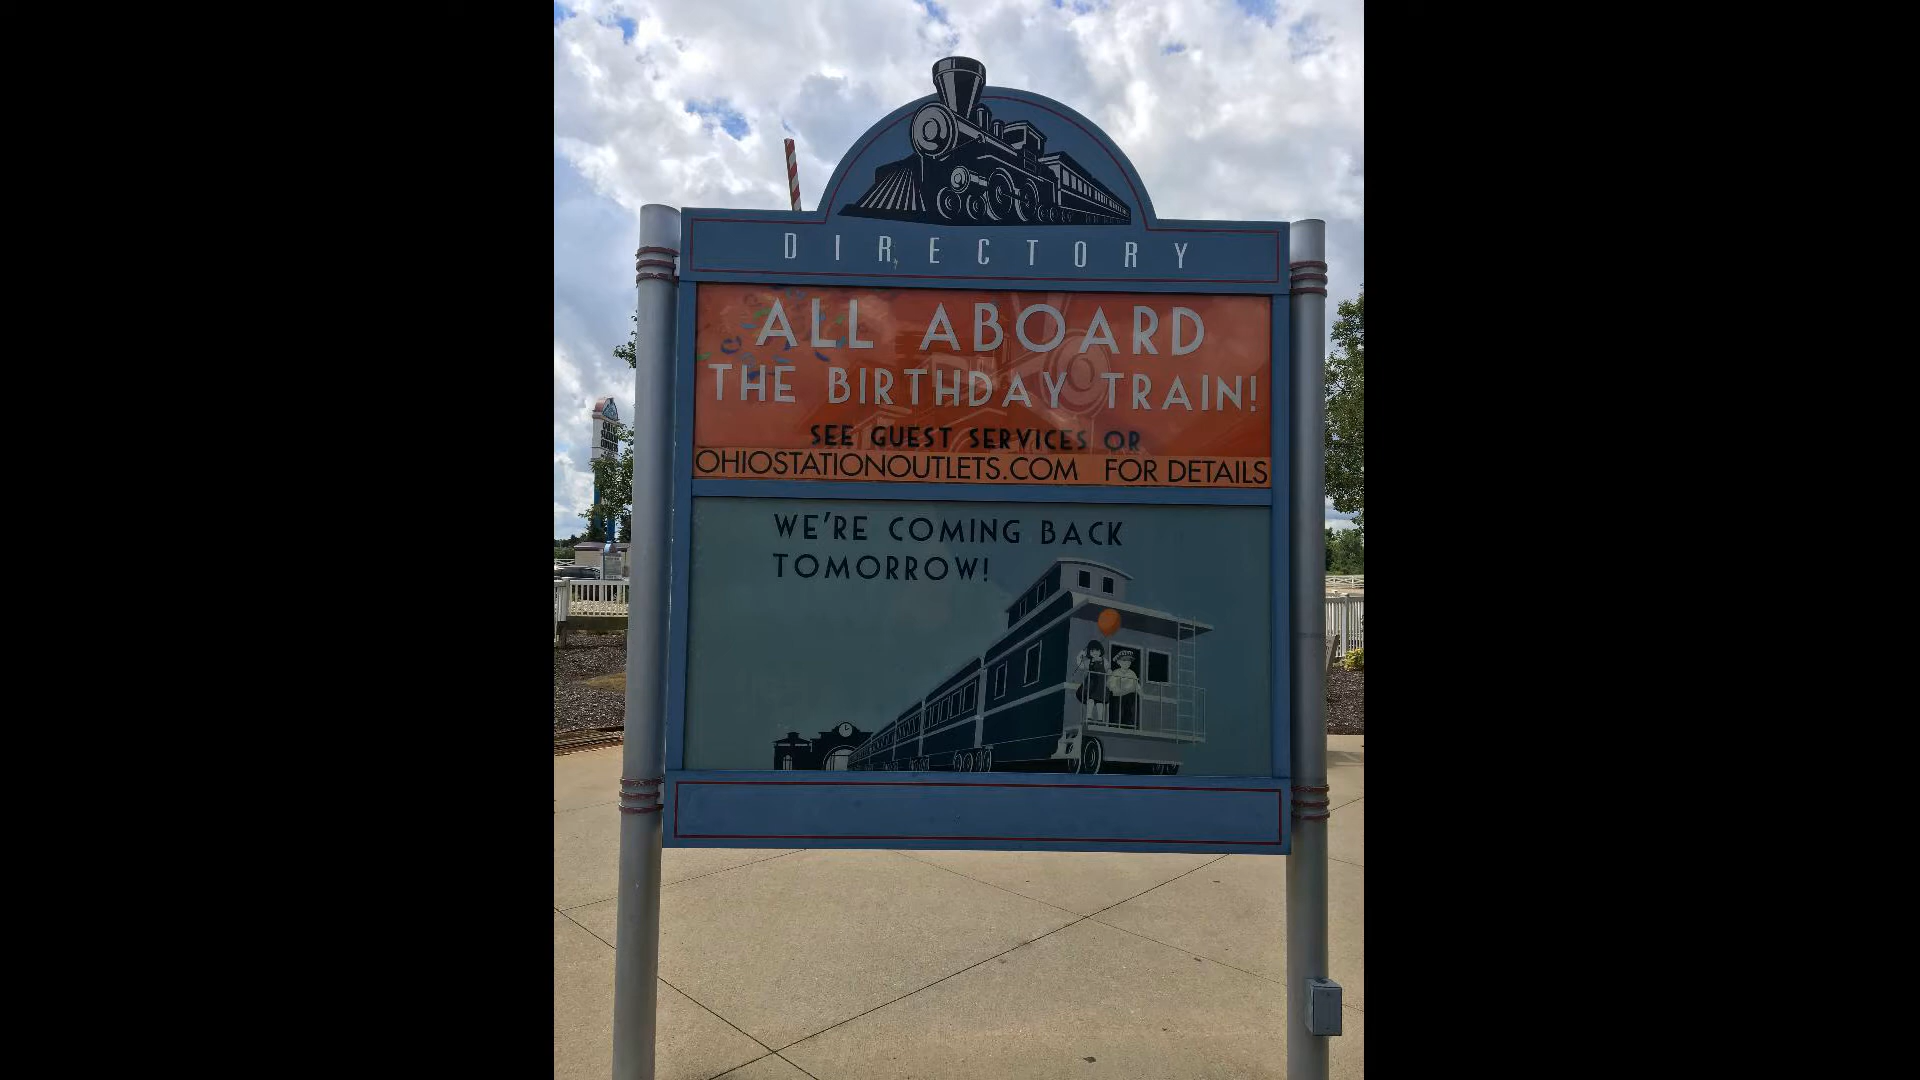 DIRECTORY
ALL ABOARD
THE BIRTHDAY TRAIN!
SEE GUEST SERVICES OR
OHIOSTATIONOUTLETS.COM FOR DETAILS
WE'RE COMING BACK
TOMORROW!